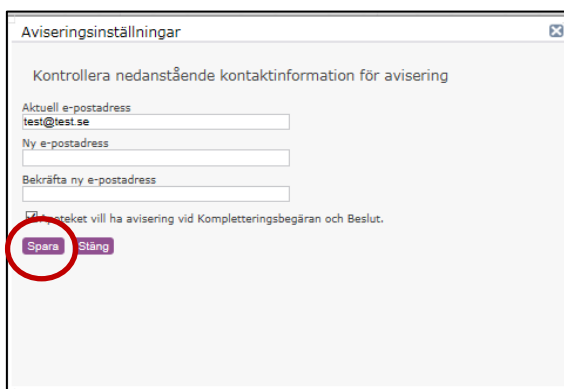 Aviseringsinställningar
Kontrollera nedanstående kontaktinformation för avisering
Aktuell e-postadress
test@test.se
Ny e-postadress
Bekräfta ny e-postadress
Apoteket vill ha avisering vid Kompletteringsbegäran och Beslut.
Spara Stäng